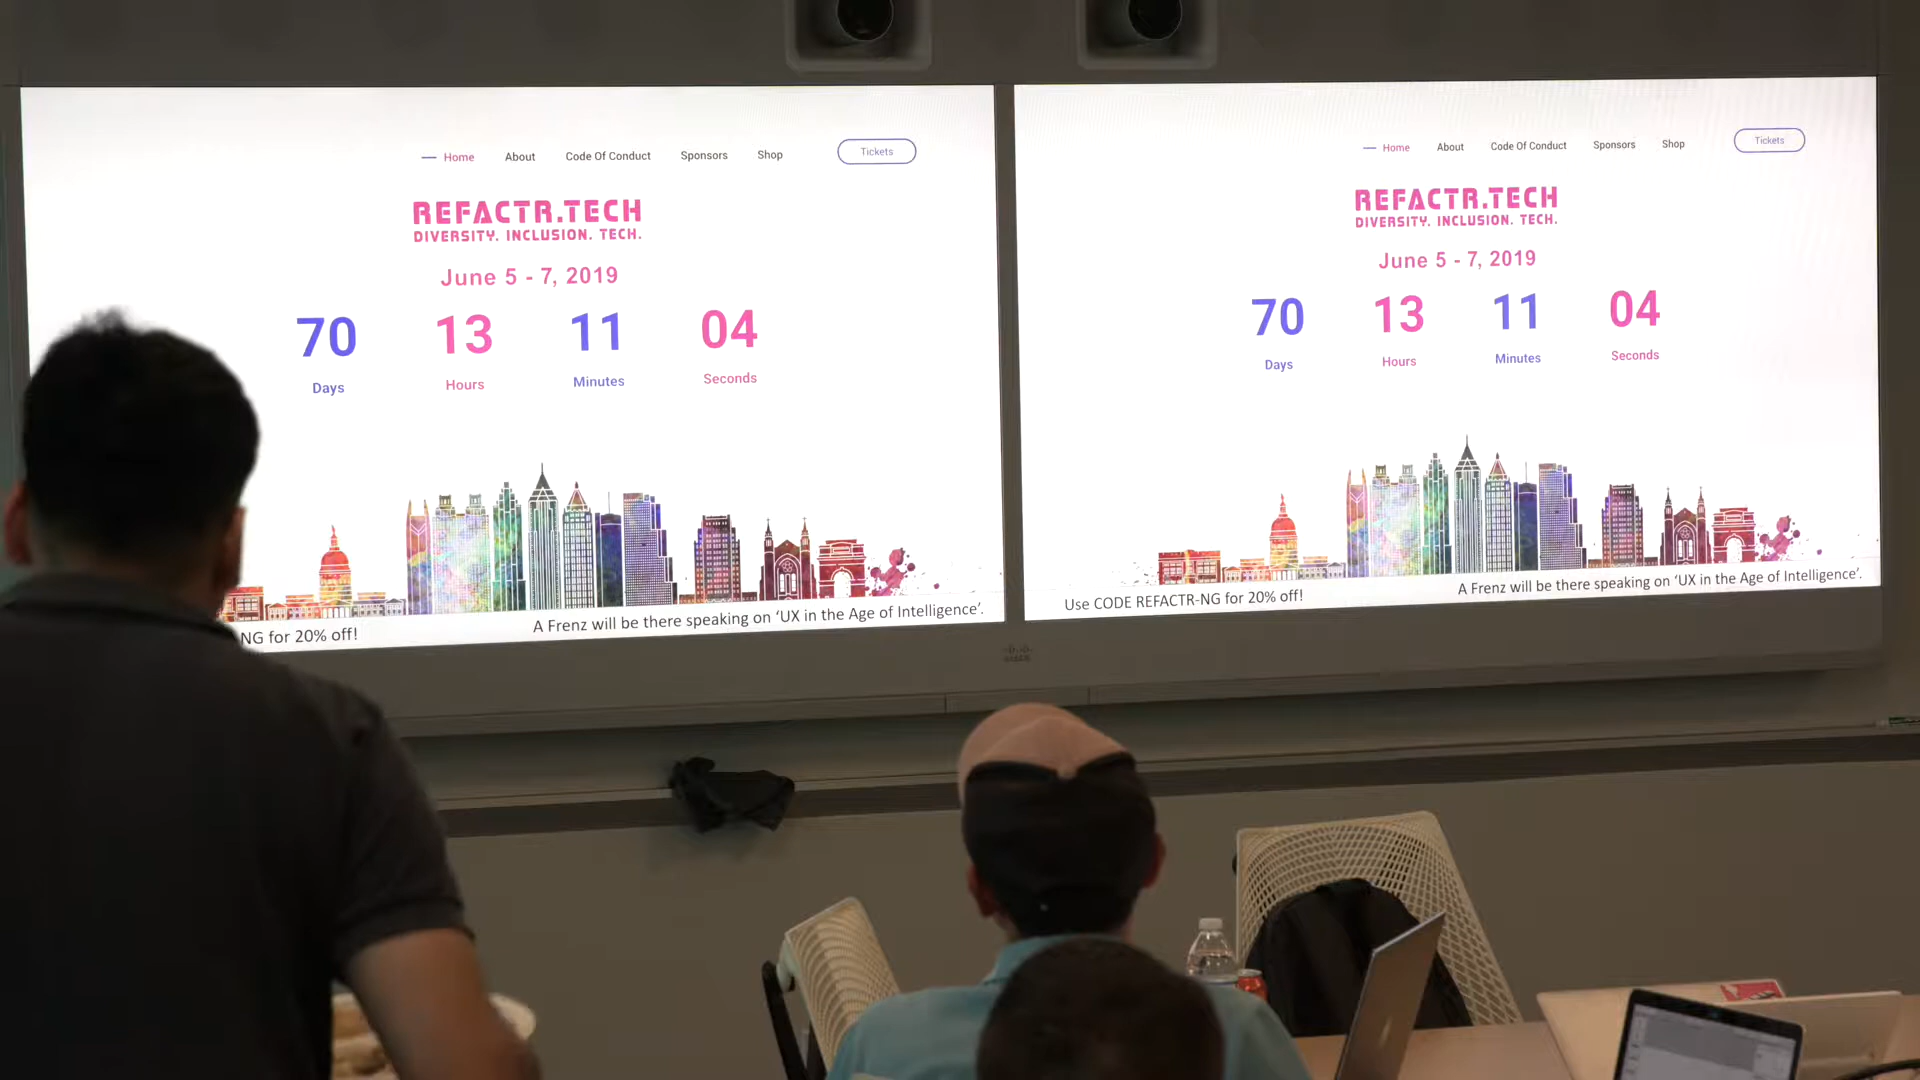 Home About Code Of Conduct Sponsors Shop Tickets
REFACTR.TECH
DIVERSITY. INCLUSION. TECH.
June 5 - 7, 2019
70 13 11 04
Days Hours Minutes Seconds
NG for 20% off! A Frenz will be there speaking on ‘UX in the Age of Intelligence’.
Home About Code Of Conduct Sponsors Shop Tickets
REFACTR.TECH
DIVERSITY. INCLUSION. TECH.
June 5 - 7, 2019
70 13 11 04
Days Hours Minutes Seconds
Use CODE REFACTR-NG for 20% off! A Frenz will be there speaking on ‘UX in the Age of Intelligence’.